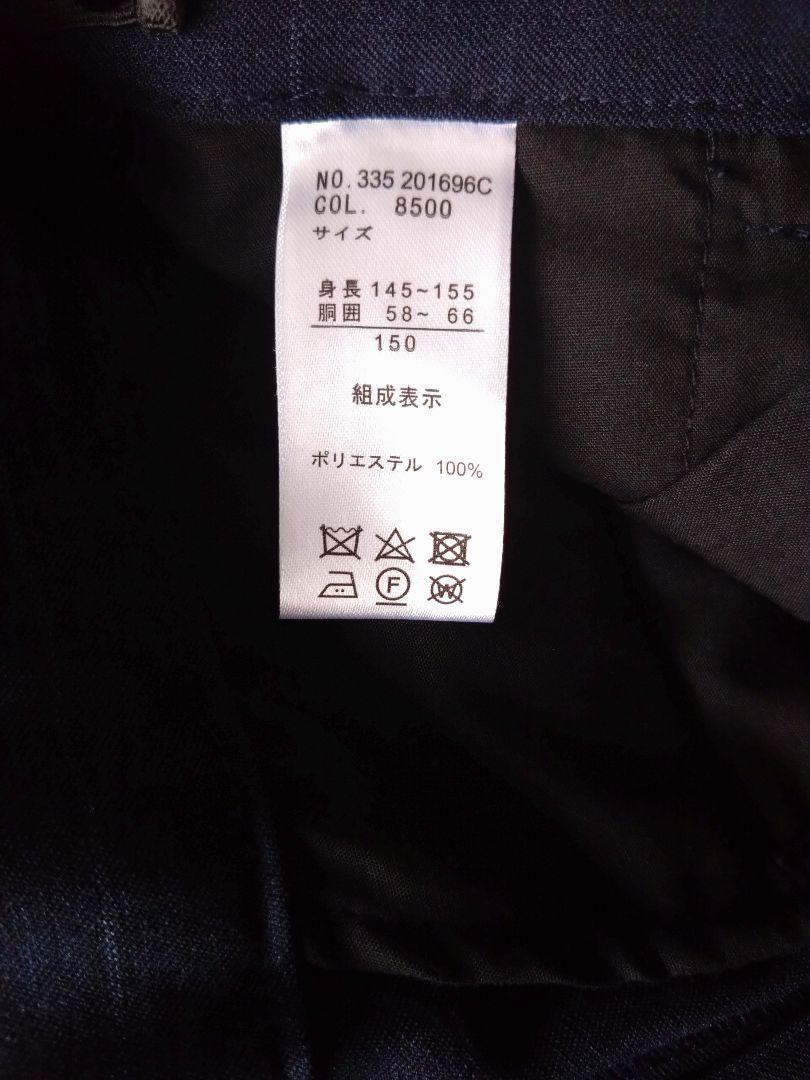 NO. 335 201696C
COL. 8500
サイズ
身長 145~155
胴囲 58~ 66
150
組成表示
ポリエステル 100%
F W